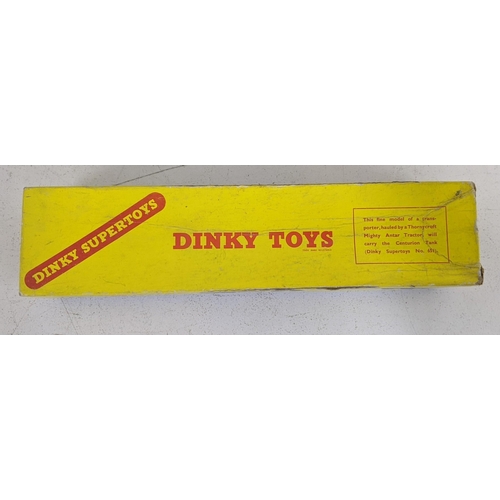 DINKY SUPERTOYS
DINKY TOYS
This fine model of a
porter, hauled by a Thornycroft
Mighty Antar Tractor, will
carry the Centurion Tank
(Dinky Supertoys No. 651)